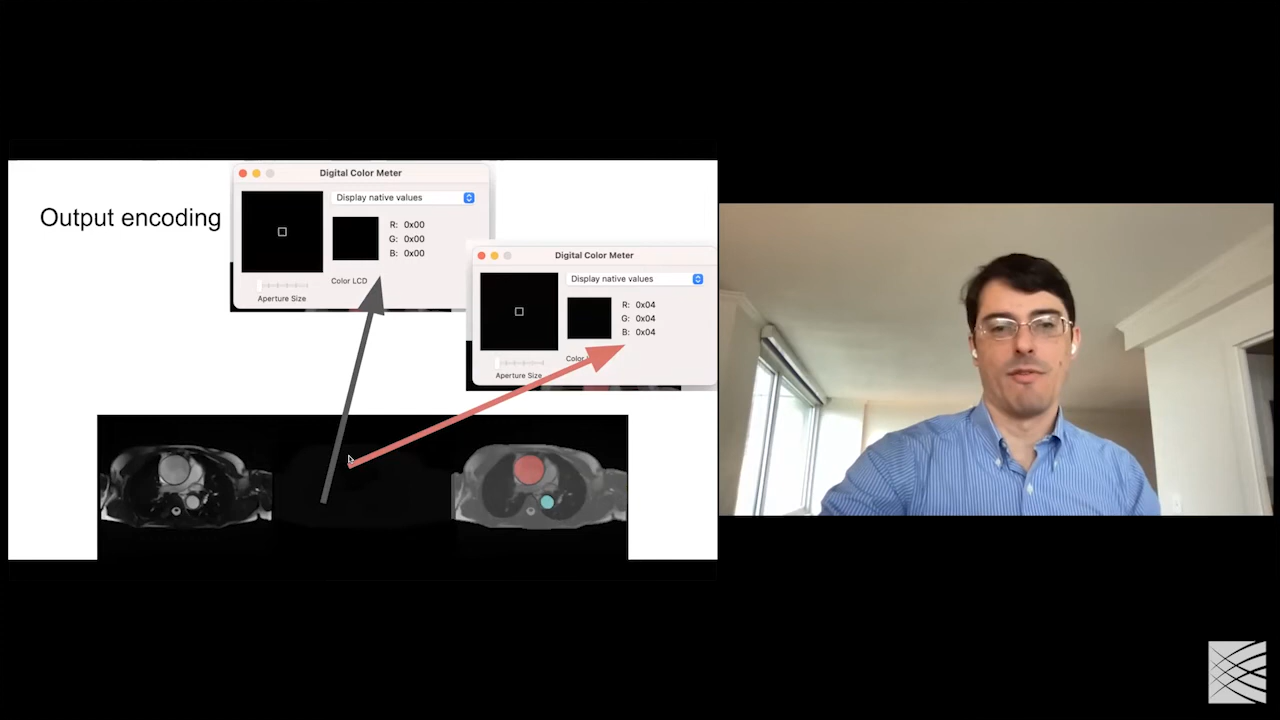 Output encoding
Digital Color Meter
Display native values
R: 0x00
G: 0x00
B: 0x00
Color LCD
Aperture Size
Digital Color Meter
Display native values
R: 0x04
G: 0x04
B: 0x04
Color
Aperture Size